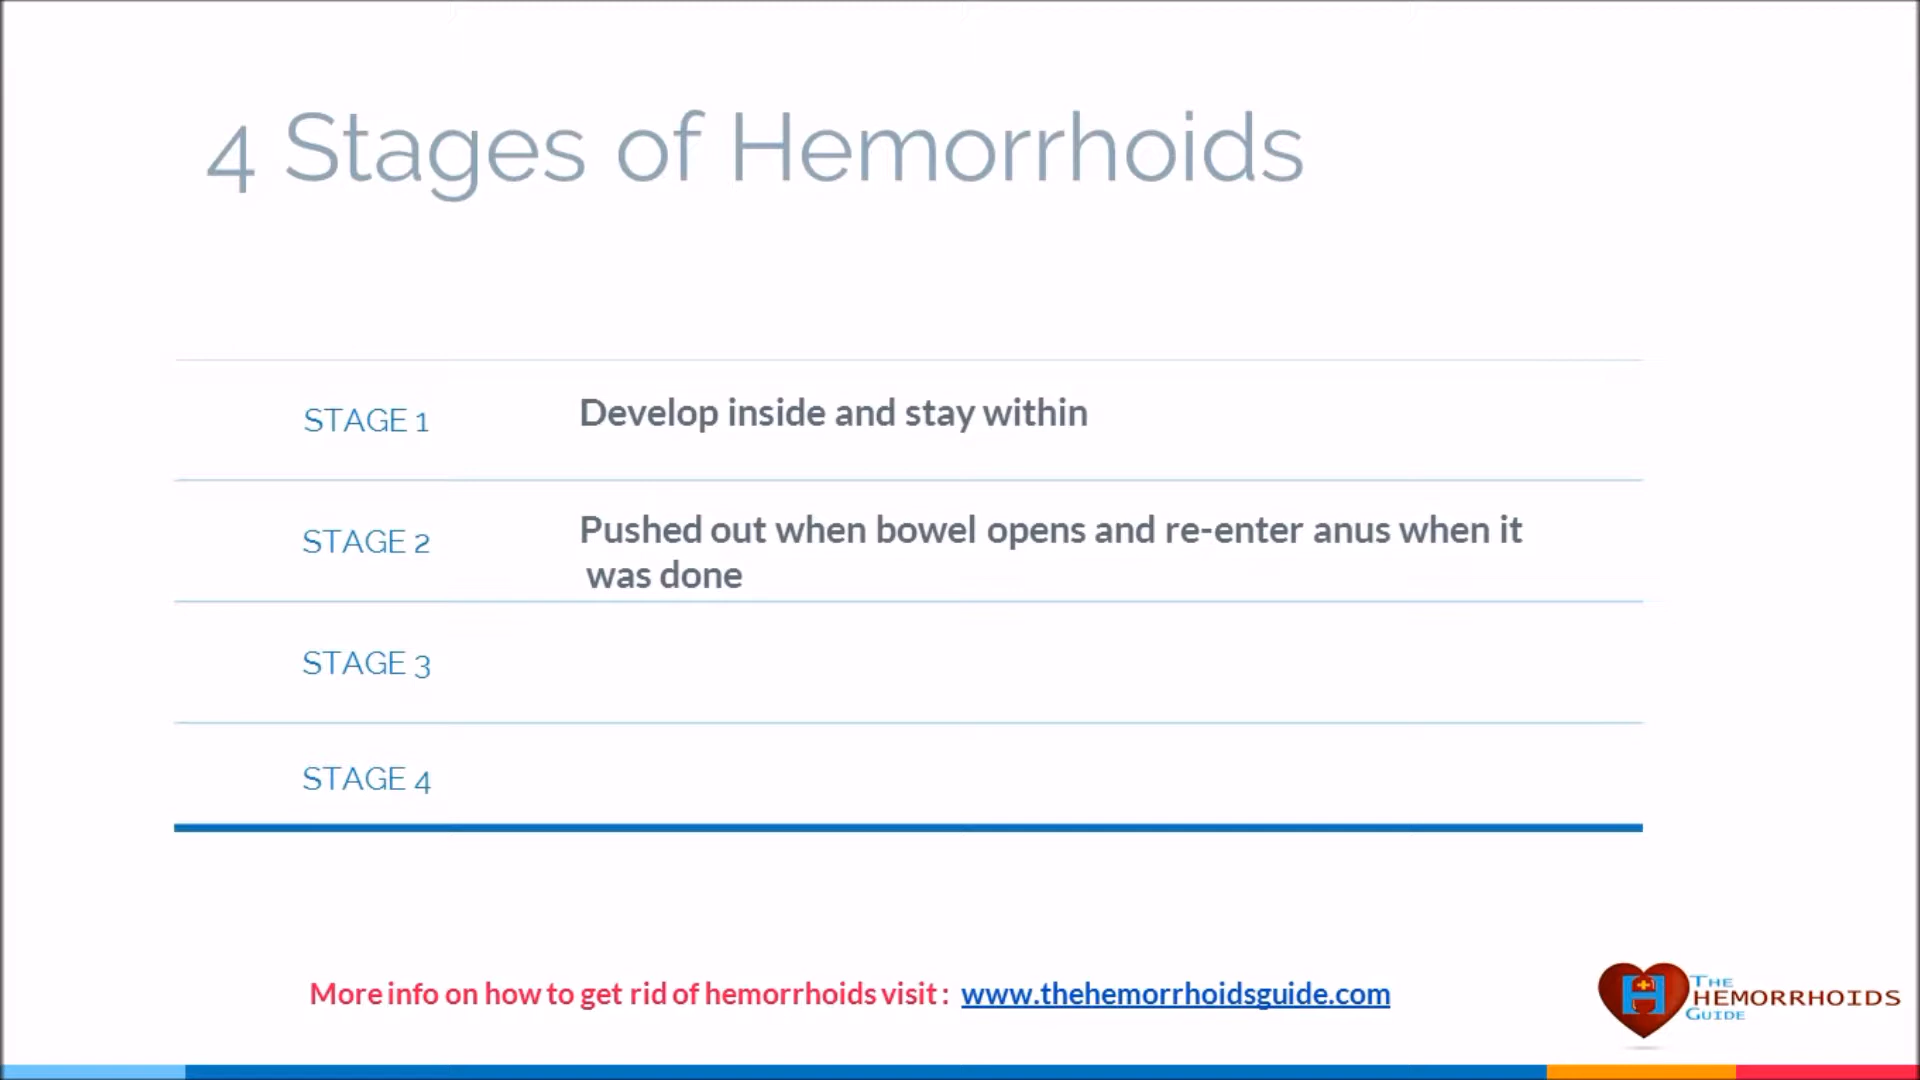 4 Stages of Hemorrhoids
STAGE 1
Develop inside and stay within
STAGE 2
Pushed out when bowel opens and re-enter anus when it
was done
STAGE 3
STAGE 4
More info on how to get rid of hemorrhoids visit : www.thehemorrhoidsguide.com
H
THE
HEMORRHOIDS
GUIDE